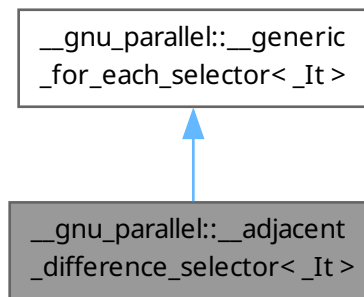 __gnu_parallel::__generic
_for_each_selector< _It >
__gnu_parallel::__adjacent
_difference_selector< _It >